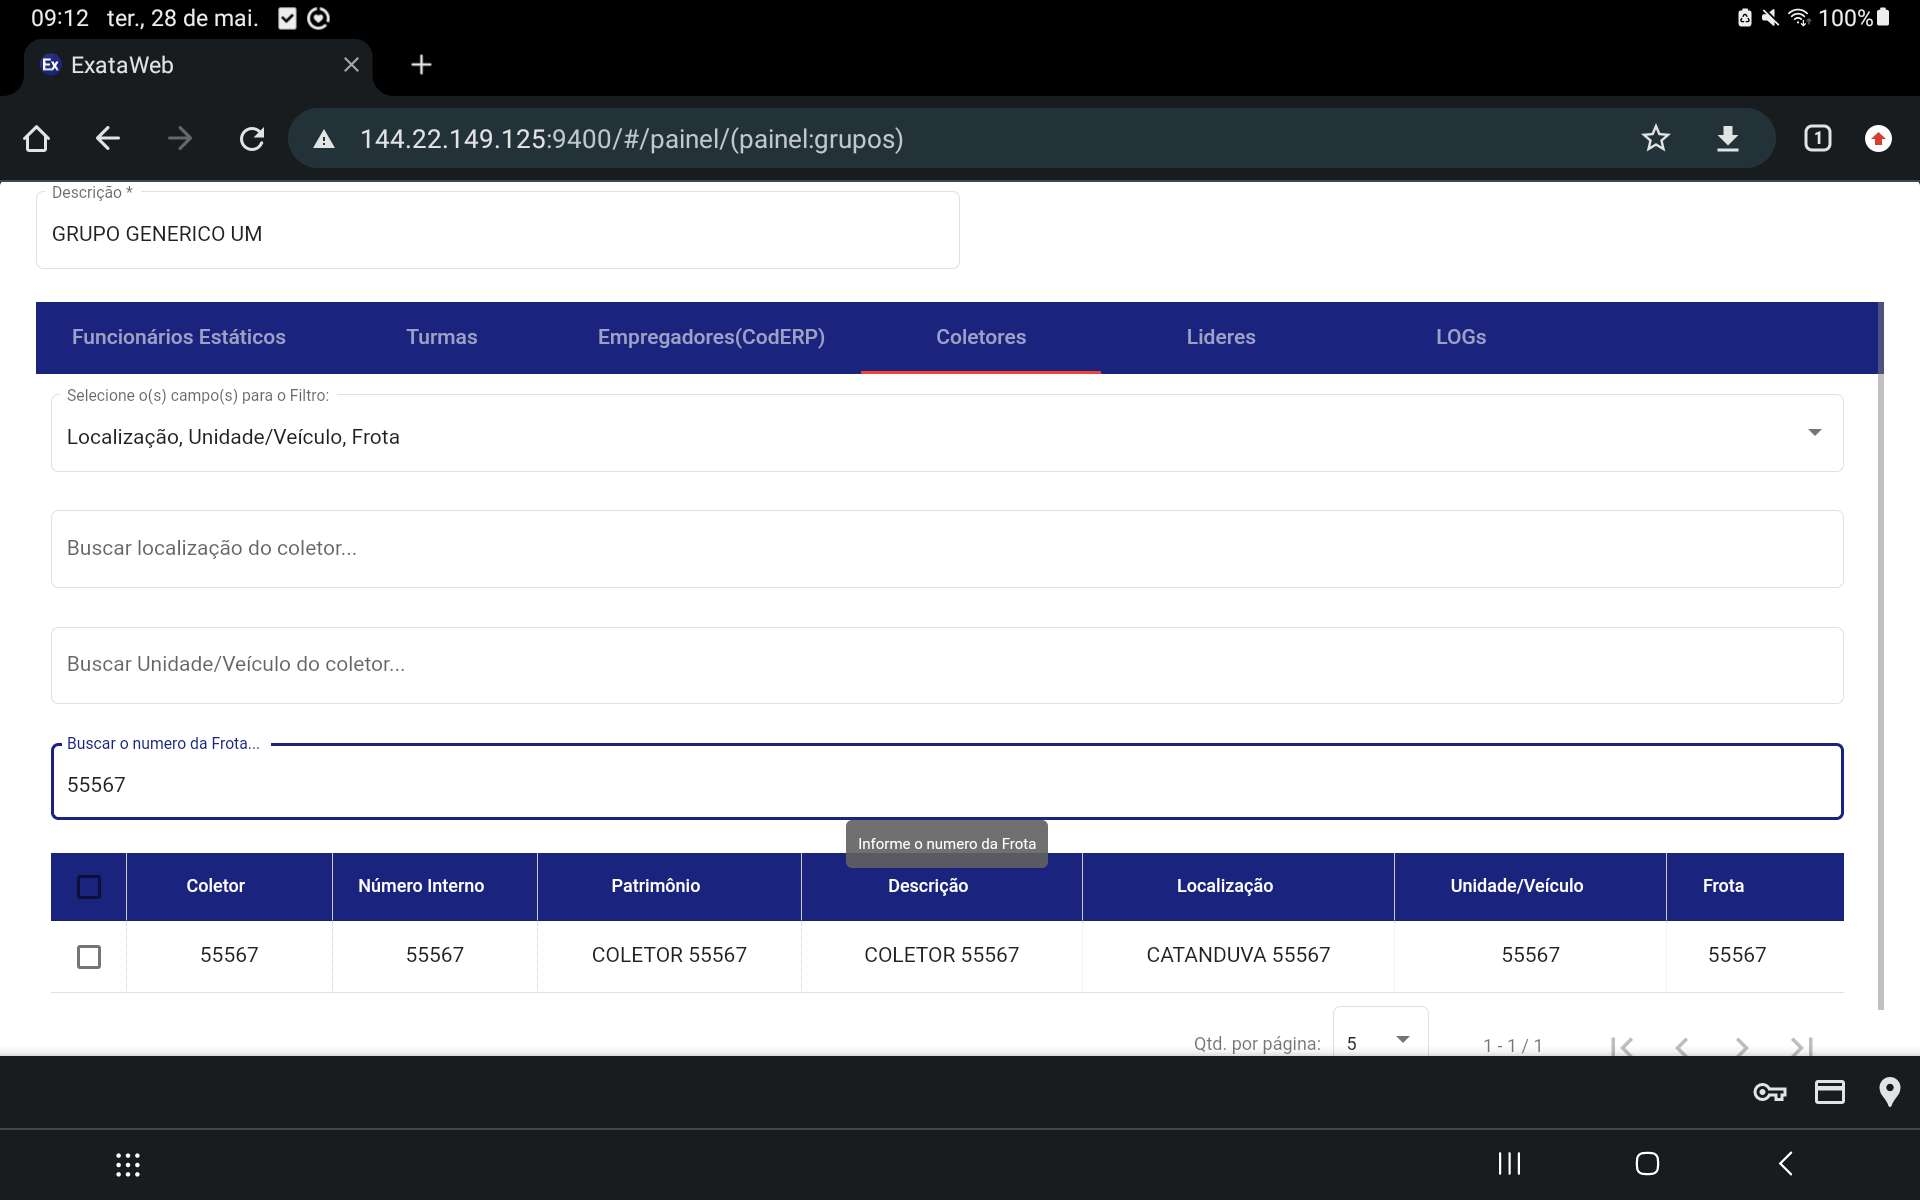 09:12 ter., 28 de mai. 100%
Ex ExataWeb
144.22.149.125:9400/#/painel/(painel:grupos) 1
Descrição *
GRUPO GENERICO UM
Funcionários Estáticos Turmas Empregadores(CodERP) Coletores Lideres LOGs
Selecione o(s) campo(s) para o Filtro:
Localização, Unidade/Veículo, Frota
Buscar localização do coletor...
Buscar Unidade/Veículo do coletor...
Buscar o numero da Frota...
55567
Informe o numero da Frota
Coletor Número Interno Patrimônio Descrição Localização Unidade/Veículo Frota
55567 55567 COLETOR 55567 COLETOR 55567 CATANDUVA 55567 55567 55567
Qtd. por página: 5 1 - 1 / 1